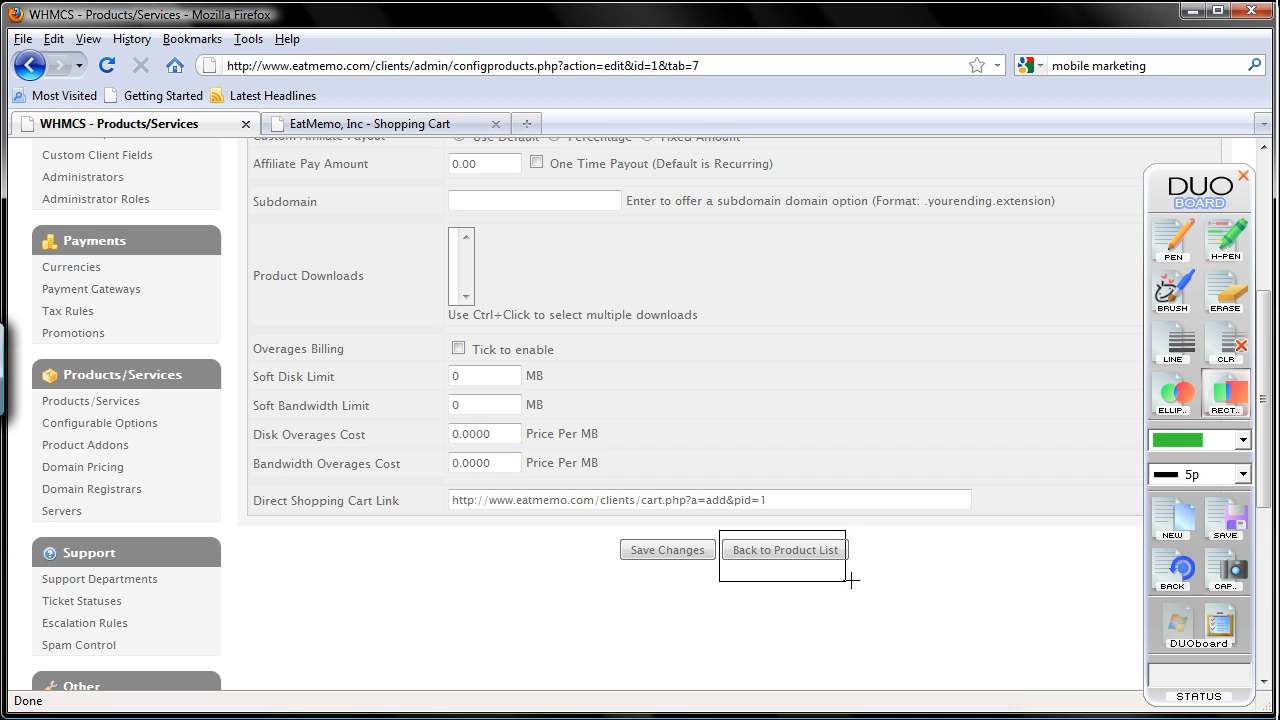 WHMCS - Products/Services - Mozilla Firefox
File Edit View History Bookmarks Tools Help
http://www.eatmemo.com/clients/admin/configproducts.php?action=edit&id=1&tab=7
mobile marketing
Most Visited Getting Started Latest Headlines
WHMCS - Products/Services
EatMemo, Inc - Shopping Cart
Custom Client Fields
Administrators
Administrator Roles
Payments
Currencies
Payment Gateways
Tax Rules
Promotions
Products/Services
Products/Services
Configurable Options
Product Addons
Domain Pricing
Domain Registrars
Servers
Support
Support Departments
Ticket Statuses
Escalation Rules
Spam Control
Other
Custom Affiliate Payout Use Default Percentage Fixed Amount
Affiliate Pay Amount 0.00 One Time Payout (Default is Recurring)
Subdomain Enter to offer a subdomain domain option (Format: .yoprending.extension)
Product Downloads
Use Ctrl+Click to select multiple downloads
Overages Billing Tick to enable
Soft Disk Limit 0 MB
Soft Bandwidth Limit 0 MB
Disk Overages Cost 0.0000 Price Per MB
Bandwidth Overages Cost 0.0000 Price Per MB
Direct Shopping Cart Link http://www.eatmemo.com/clients/cart.php?a=add&pid=1
Save Changes Back to Product List
DUO
BOARD
PEN H-PEN
BRUSH ERASE
LINE CLR
ELLIP.. RECT..
5p
NEW SAVE
BACK CAP..
DUOboard
STATUS
Done